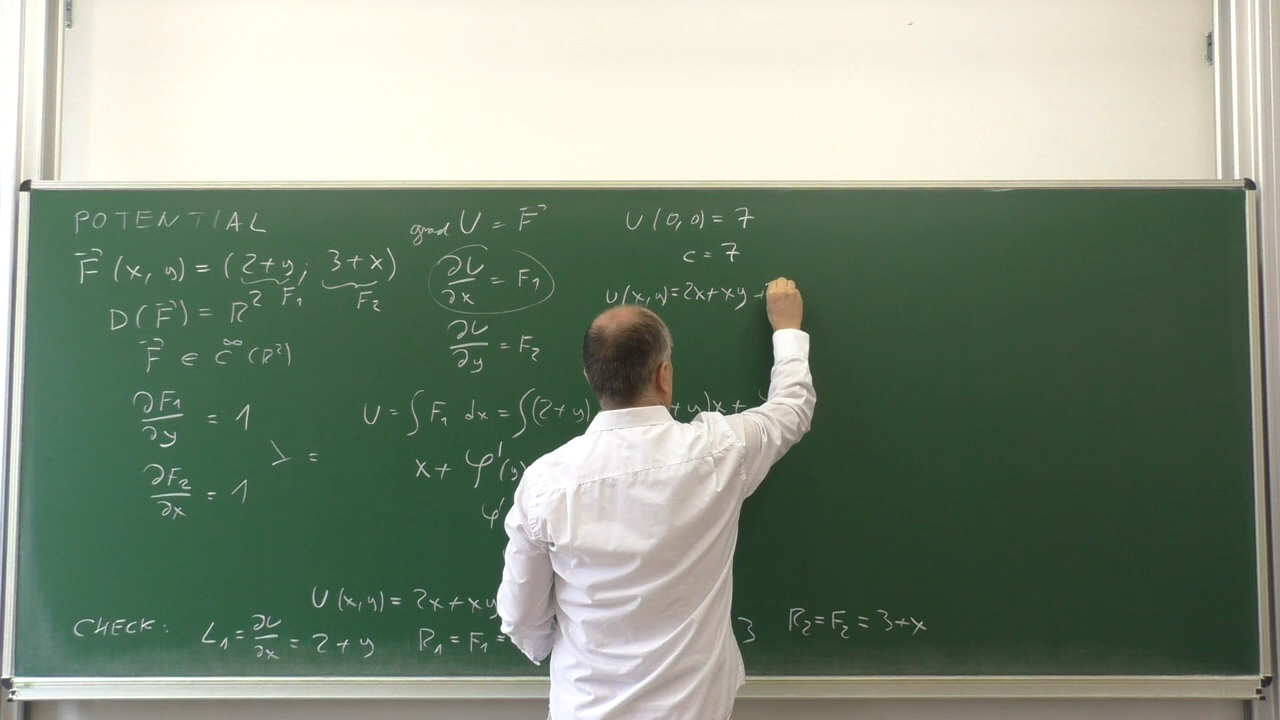 POTENTIAL
F⃗(x, y) = (2+y; 3+x)
F₁ F₂
D(F⃗) = R²
F⃗ ∈ C^∞(R²)
∂F₁/∂y = 1
∂F₂/∂x = 1
> =
grad U = F⃗
∂U/∂x = F₁
∂U/∂y = F₂
U = ∫ F₁ dx = ∫(2+y) +y)x +
x + φ'(y)
φ'
U(x,y) = 2x+xy
CHECK: L₁ = ∂U/∂x = 2+y R₁ = F₁ = 3 R₂ = F₂ = 3+x
U(0,0) = 7
c = 7
U(x,y) = 2x+xy +